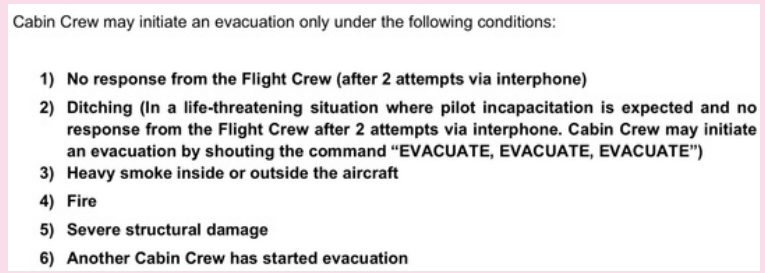 Cabin Crew may initiate an evacuation only under the following conditions:
1) No response from the Flight Crew (after 2 attempts via interphone)
2) Ditching (In a life-threatening situation where pilot incapacitation is expected and no
response from the Flight Crew after 2 attempts via interphone. Cabin Crew may initiate
an evacuation by shouting the command “EVACUATE, EVACUATE, EVACUATE”)
3) Heavy smoke inside or outside the aircraft
4) Fire
5) Severe structural damage
6) Another Cabin Crew has started evacuation